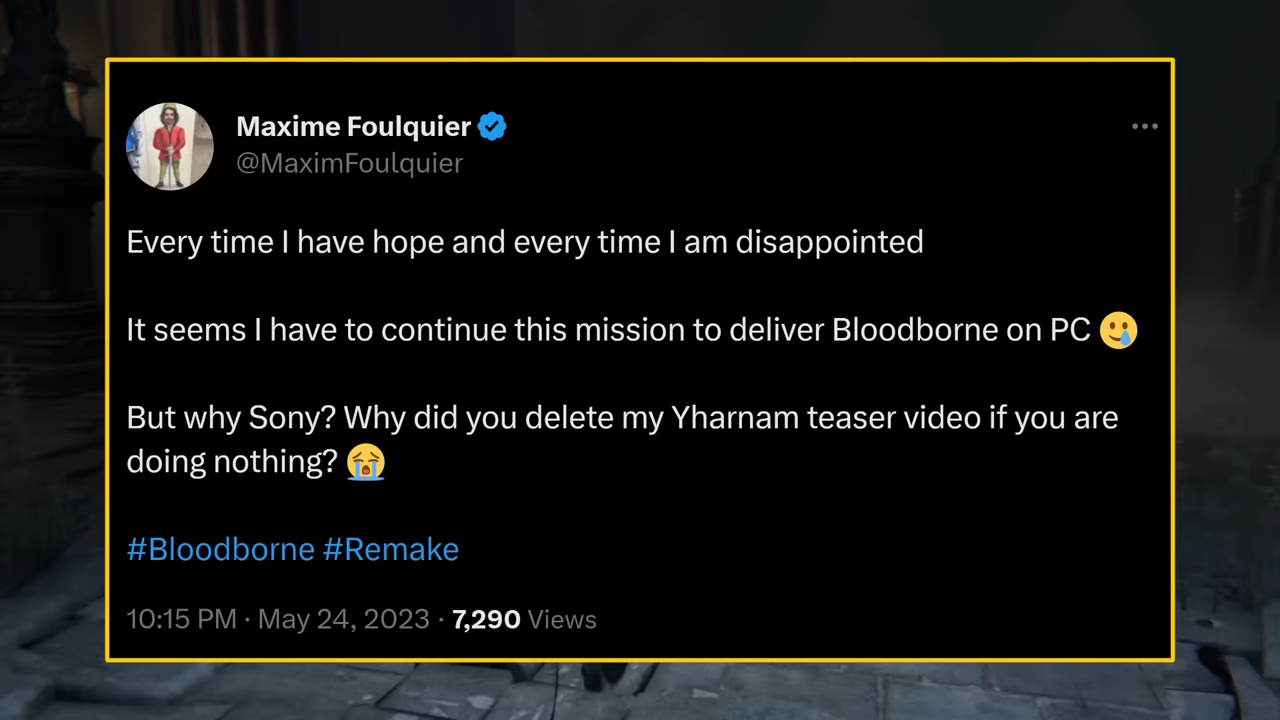 Maxime Foulquier
@MaximFoulquier
Every time I have hope and every time I am disappointed
It seems I have to continue this mission to deliver Bloodborne on PC 🥲
But why Sony? Why did you delete my Yharnam teaser video if you are
doing nothing? 😭
#Bloodborne #Remake
10:15 PM · May 24, 2023 · 7,290 Views